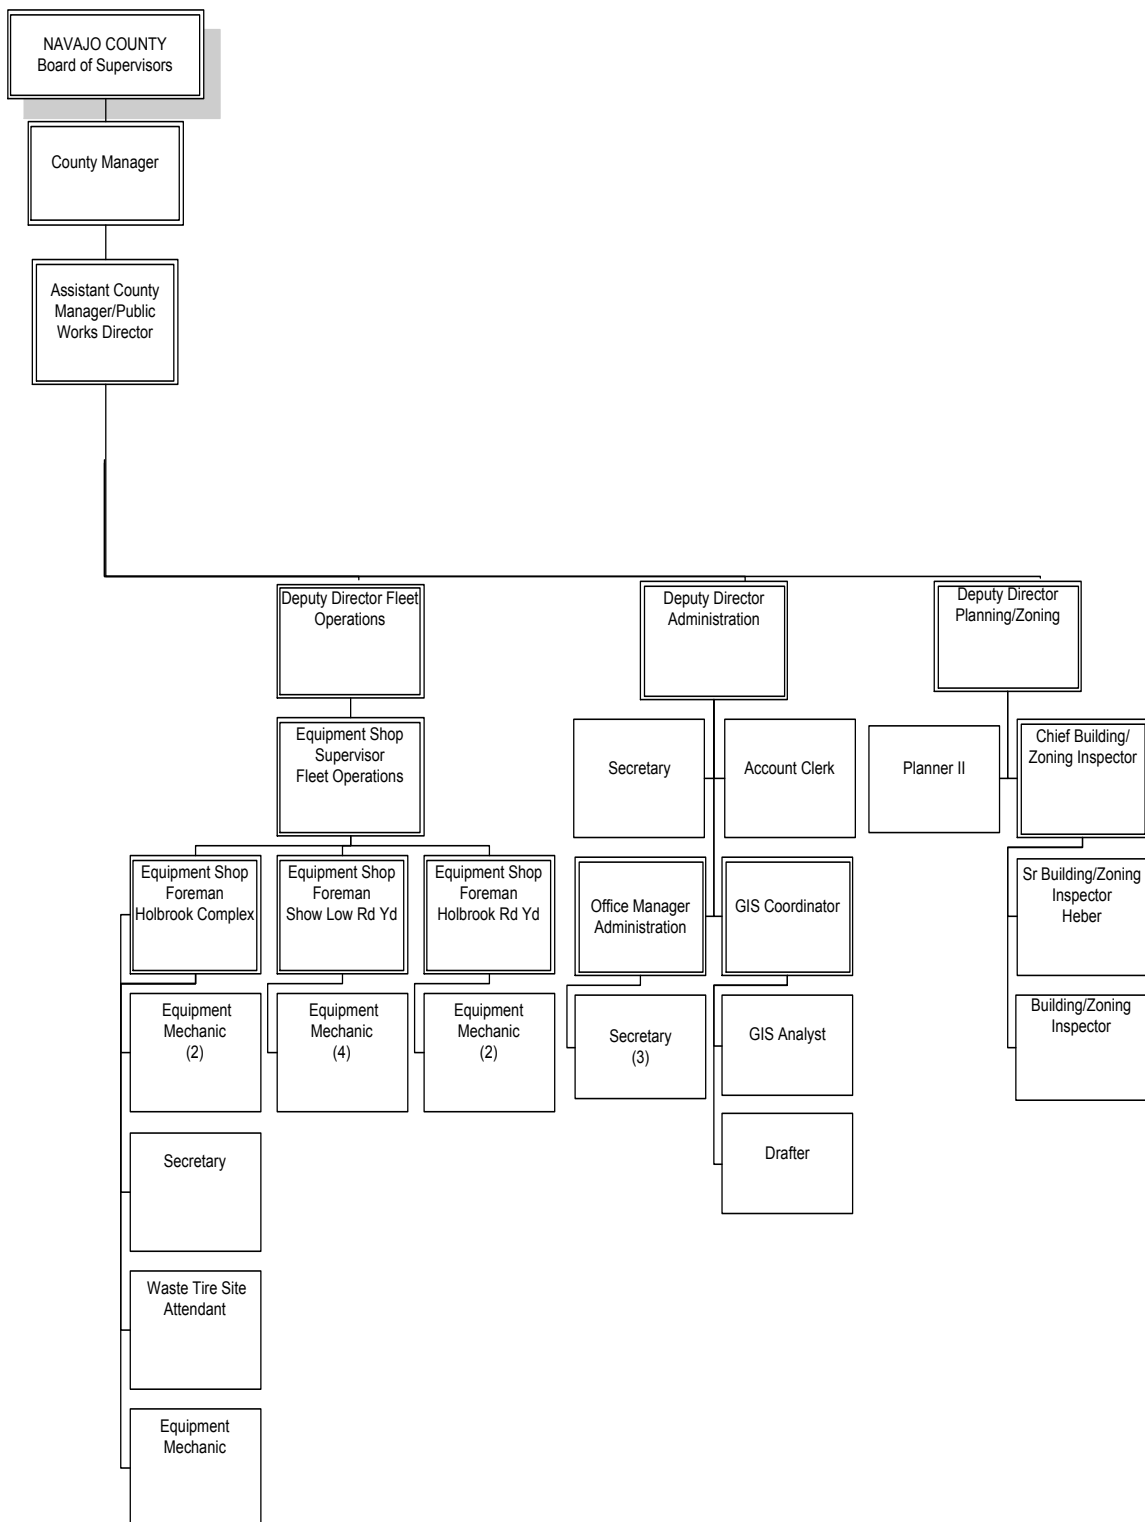 NAVAJO COUNTY
Board of Supervisors
County Manager
Assistant County
Manager/Public
Works Director
Deputy Director Fleet
Operations
Deputy Director
Administration
Deputy Director
Planning/Zoning
Equipment Shop
Supervisor
Fleet Operations
Secretary
Account Clerk
Planner II
Chief Building/
Zoning Inspector
Equipment Shop
Foreman
Holbrook Complex
Equipment Shop
Foreman
Show Low Rd Yd
Equipment Shop
Foreman
Holbrook Rd Yd
Office Manager
Administration
GIS Coordinator
Sr Building/Zoning
Inspector
Heber
Equipment
Mechanic
(2)
Equipment
Mechanic
(4)
Equipment
Mechanic
(2)
Secretary
(3)
GIS Analyst
Building/Zoning
Inspector
Secretary
Drafter
Waste Tire Site
Attendant
Equipment
Mechanic